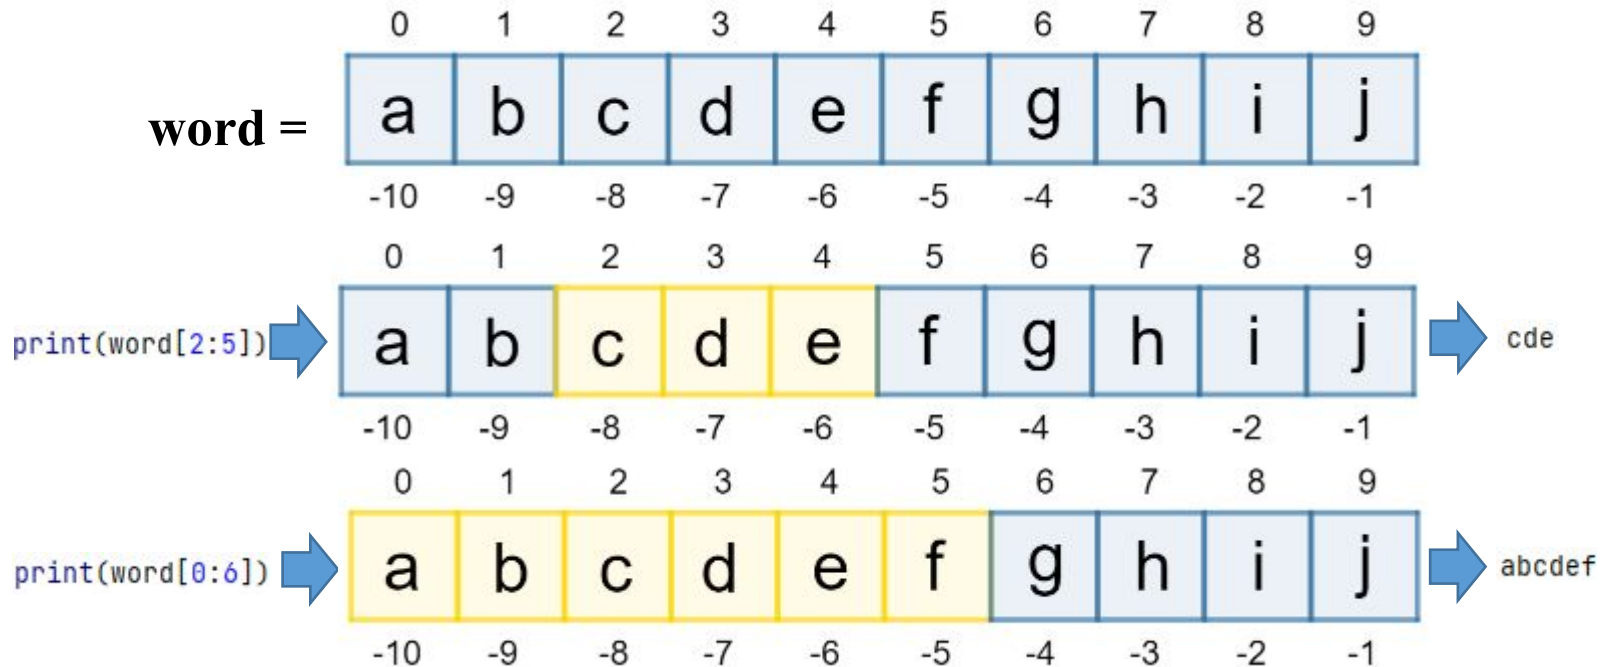 0 1 2 3 4 5 6 7 8 9
word = a b c d e f g h i j
-10 -9 -8 -7 -6 -5 -4 -3 -2 -1
0 1 2 3 4 5 6 7 8 9
print(word[2:5]) a b c d e f g h i j cde
-10 -9 -8 -7 -6 -5 -4 -3 -2 -1
0 1 2 3 4 5 6 7 8 9
print(word[0:6]) a b c d e f g h i j abcdef
-10 -9 -8 -7 -6 -5 -4 -3 -2 -1